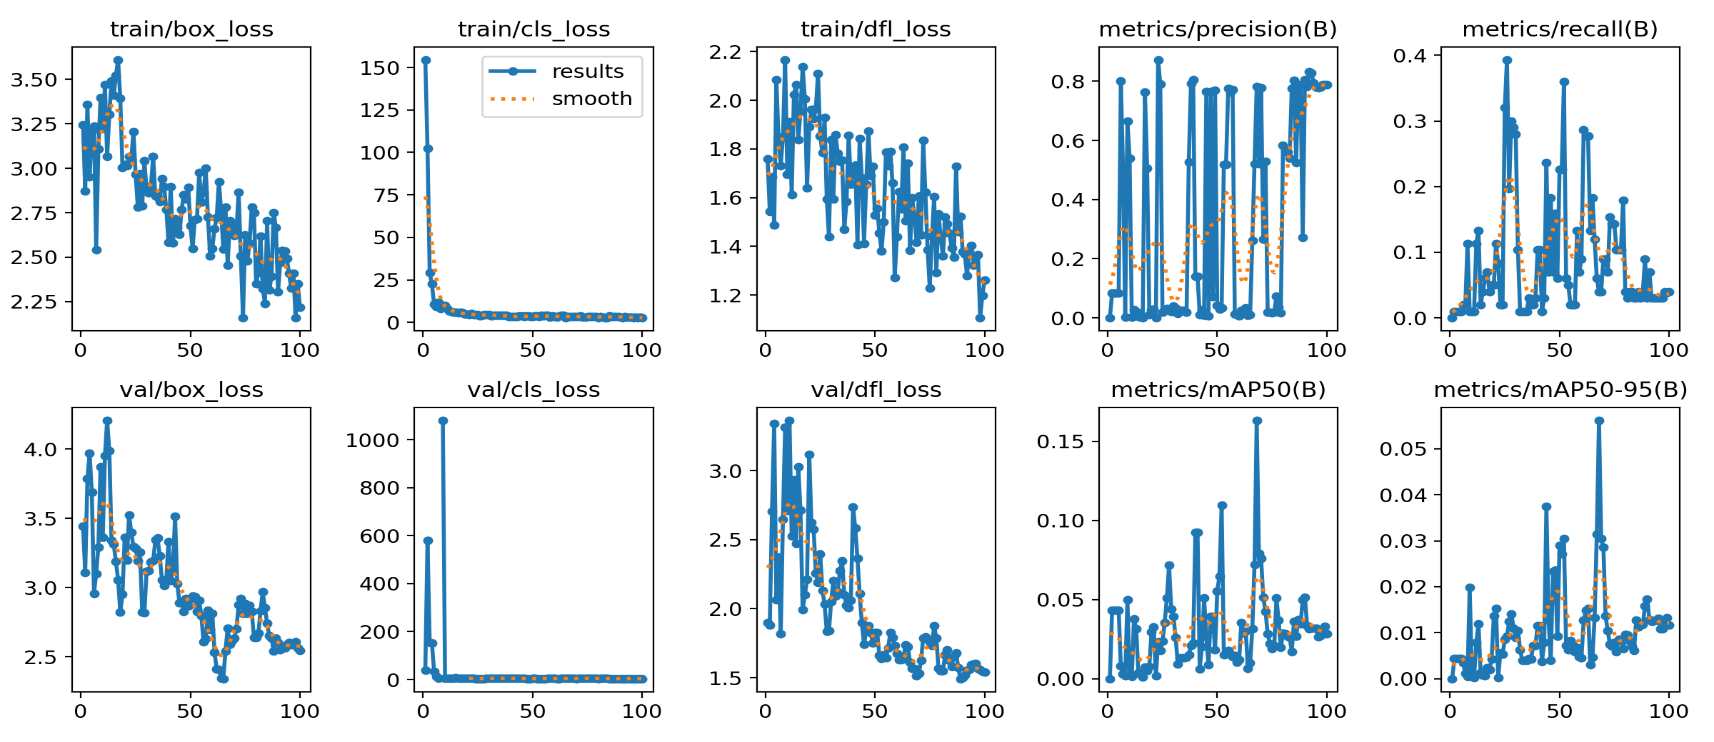 train/box_loss
train/cls_loss
train/dfl_loss
metrics/precision(B)
metrics/recall(B)
3.50
3.25
3.00
2.75
2.50
2.25
0 50 100
150
125
100
75
50
25
0
results
smooth
0 50 100
2.2
2.0
1.8
1.6
1.4
1.2
0 50 100
0.8
0.6
0.4
0.2
0.0
0 50 100
0.4
0.3
0.2
0.1
0.0
0 50 100
val/box_loss
val/cls_loss
val/dfl_loss
metrics/mAP50(B)
metrics/mAP50-95(B)
4.0
3.5
3.0
2.5
0 50 100
1000
800
600
400
200
0
0 50 100
3.0
2.5
2.0
1.5
0 50 100
0.15
0.10
0.05
0.00
0 50 100
0.05
0.04
0.03
0.02
0.01
0.00
0 50 100